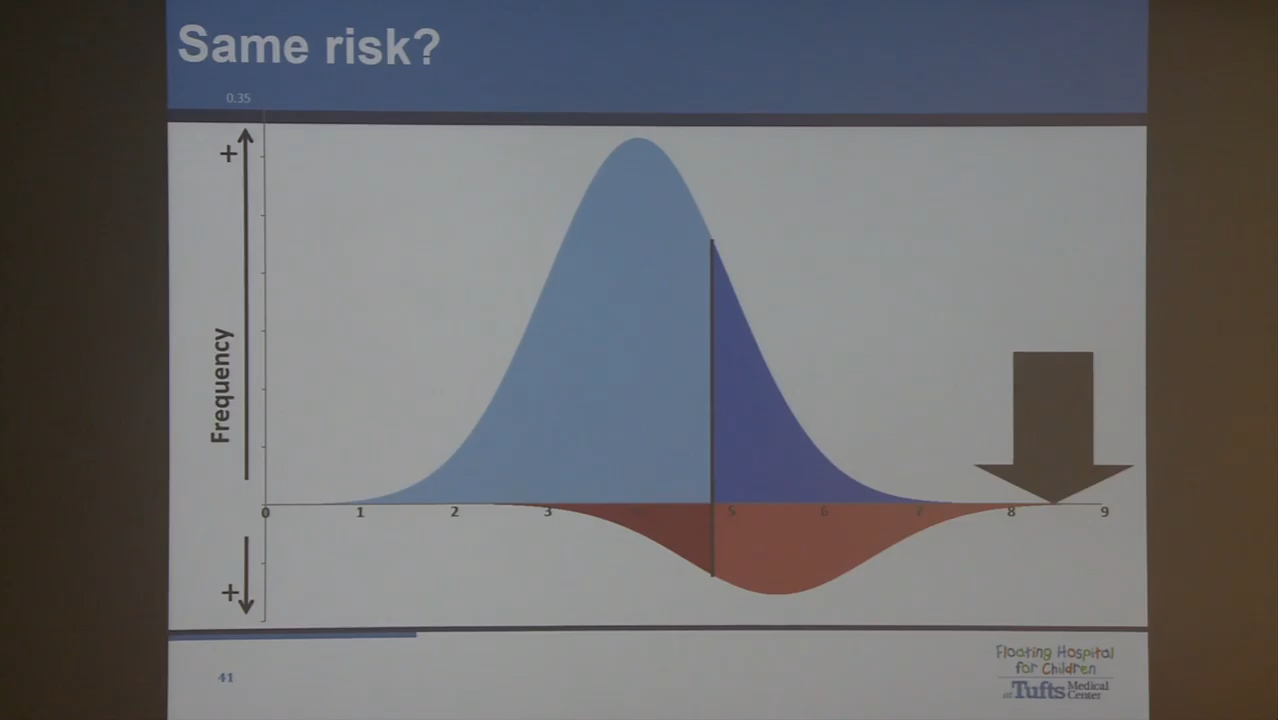 Same risk?
0.35
+
Frequency
0 1 2 3 5 6 7 8 9
+
41
Floating Hospital
for Children
at Tufts Medical
Center